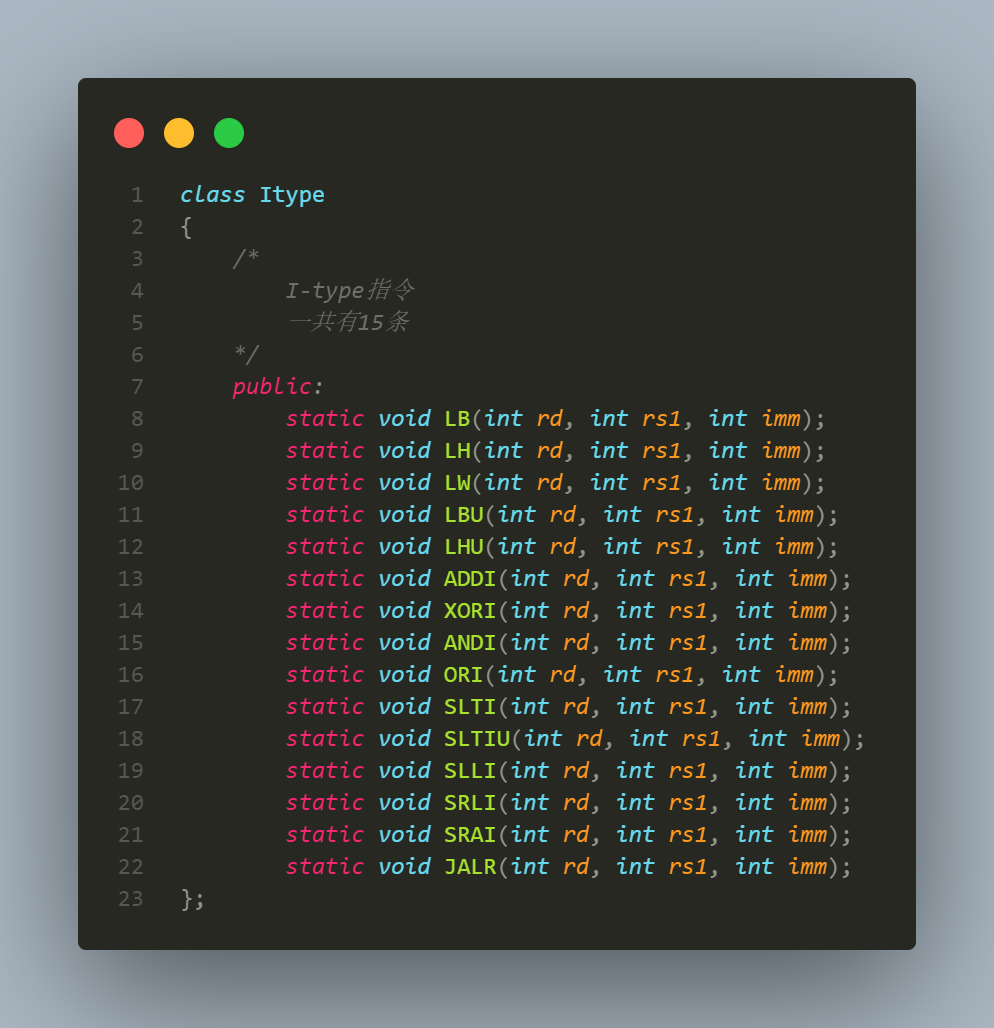 1 class Itype
2 {
3     /*
4         I-type指令
5         一共有15条
6     */
7     public:
8         static void LB(int rd, int rs1, int imm);
9         static void LH(int rd, int rs1, int imm);
10         static void LW(int rd, int rs1, int imm);
11         static void LBU(int rd, int rs1, int imm);
12         static void LHU(int rd, int rs1, int imm);
13         static void ADDI(int rd, int rs1, int imm);
14         static void XORI(int rd, int rs1, int imm);
15         static void ANDI(int rd, int rs1, int imm);
16         static void ORI(int rd, int rs1, int imm);
17         static void SLTI(int rd, int rs1, int imm);
18         static void SLTIU(int rd, int rs1, int imm);
19         static void SLLI(int rd, int rs1, int imm);
20         static void SRLI(int rd, int rs1, int imm);
21         static void SRAI(int rd, int rs1, int imm);
22         static void JALR(int rd, int rs1, int imm);
23 };